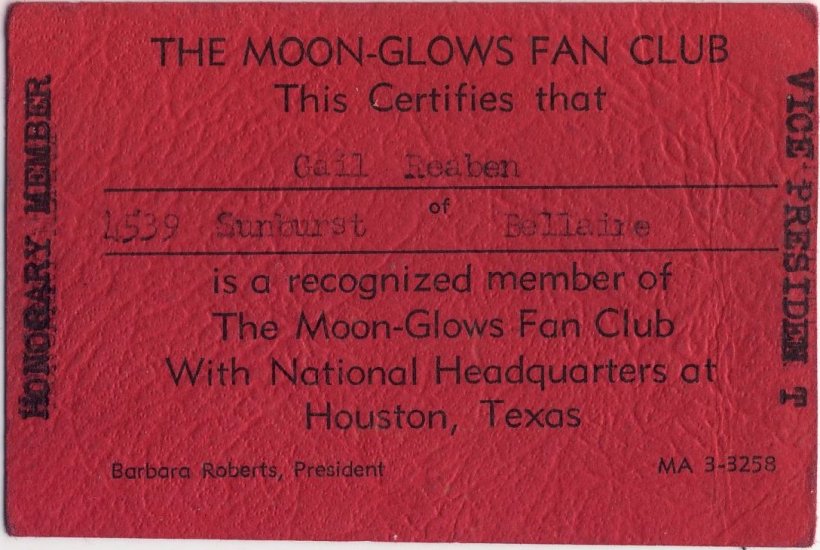 THE MOON-GLOWS FAN CLUB
This Certifies that
Gail Reaben
of
1539 Sunburst Bellaire
is a recognized member of
The Moon-Glows Fan Club
With National Headquarters at
Houston, Texas
Barbara Roberts, President MA 3-3258
HONORARY MEMBER
VICE PRESIDENT